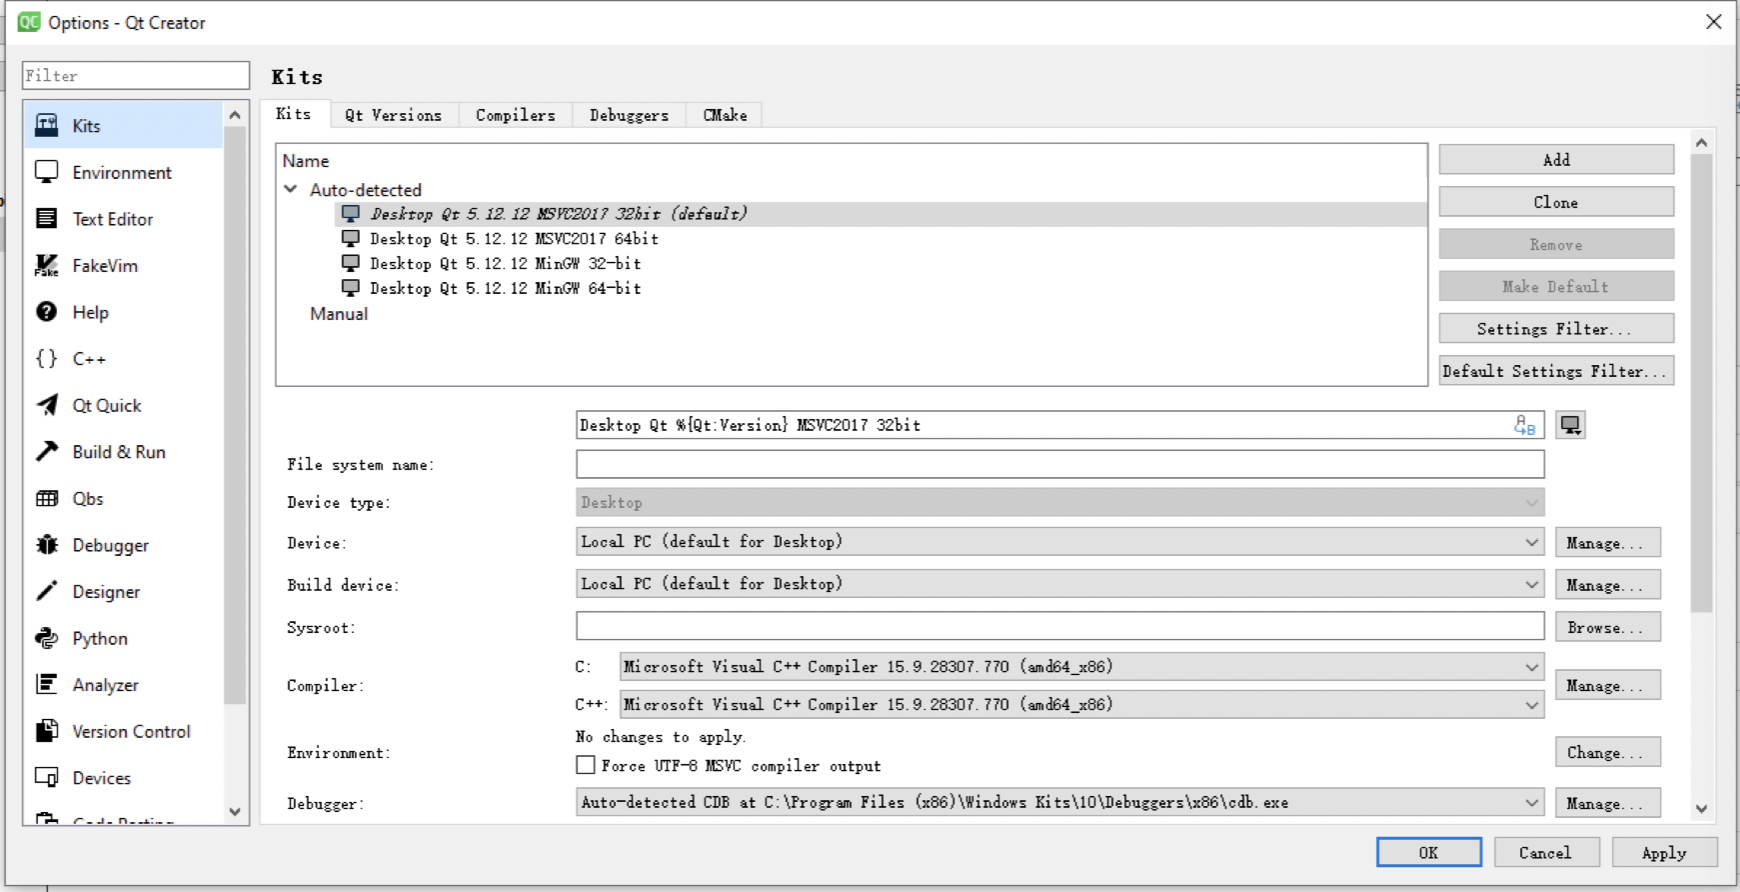 Options - Qt Creator
Filter
Kits
Environment
Text Editor
FakeVim
Help
C++
Qt Quick
Build & Run
Qbs
Debugger
Designer
Python
Analyzer
Version Control
Devices
Kits
Kits Qt Versions Compilers Debuggers CMake
Name
Auto-detected
Desktop Qt 5.12.12 MSVC2017 32bit (default)
Desktop Qt 5.12.12 MSVC2017 64bit
Desktop Qt 5.12.12 MinGW 32-bit
Desktop Qt 5.12.12 MinGW 64-bit
Manual
Add
Clone
Remove
Make Default
Settings Filter...
Default Settings Filter...
Desktop Qt %{Qt:Version} MSVC2017 32bit
File system name:
Device type: Desktop
Device: Local PC (default for Desktop) Manage...
Build device: Local PC (default for Desktop) Manage...
Sysroot: Browse...
Compiler: C: Microsoft Visual C++ Compiler 15.9.28307.770 (amd64_x86)
C++: Microsoft Visual C++ Compiler 15.9.28307.770 (amd64_x86) Manage...
Environment: No changes to apply. Change...
Force UTF-8 MSVC compiler output
Debugger: Auto-detected CDB at C:\Program Files (x86)\Windows Kits\10\Debuggers\x86\cdb.exe Manage...
OK Cancel Apply